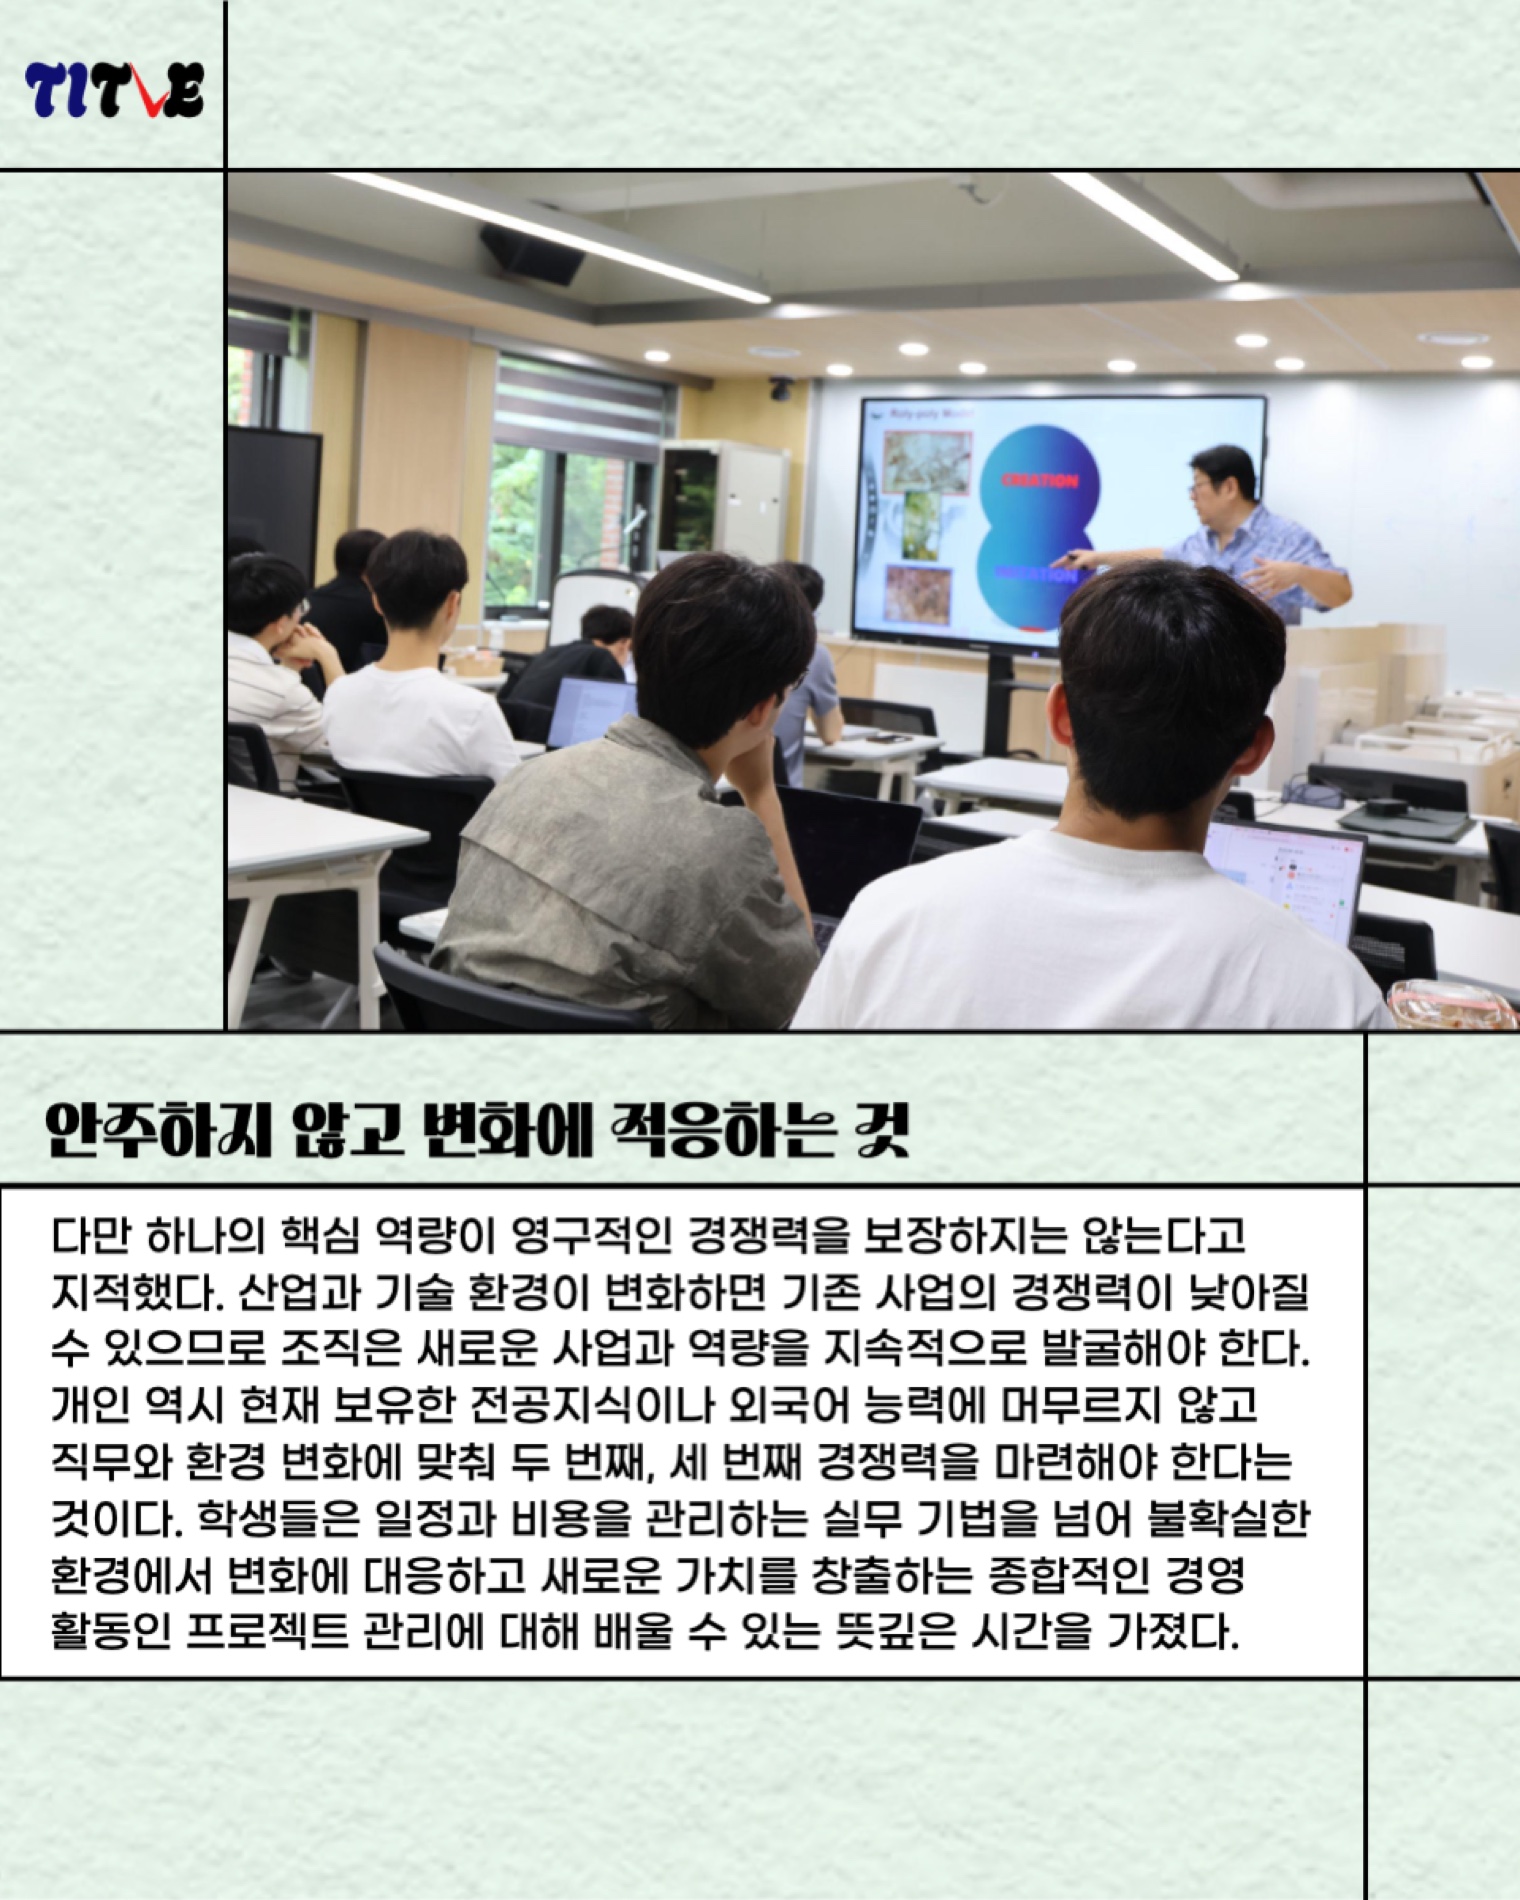 TITLE
Roly-poly Model
CREATION
안주하지 않고 변화에 적응하는 것
다만 하나의 핵심 역량이 영구적인 경쟁력을 보장하지는 않는다고
지적했다. 산업과 기술 환경이 변화하면 기존 사업의 경쟁력이 낮아질
수 있으므로 조직은 새로운 사업과 역량을 지속적으로 발굴해야 한다.
개인 역시 현재 보유한 전공지식이나 외국어 능력에 머무르지 않고
직무와 환경 변화에 맞춰 두 번째, 세 번째 경쟁력을 마련해야 한다는
것이다. 학생들은 일정과 비용을 관리하는 실무 기법을 넘어 불확실한
환경에서 변화에 대응하고 새로운 가치를 창출하는 종합적인 경영
활동인 프로젝트 관리에 대해 배울 수 있는 뜻깊은 시간을 가졌다.